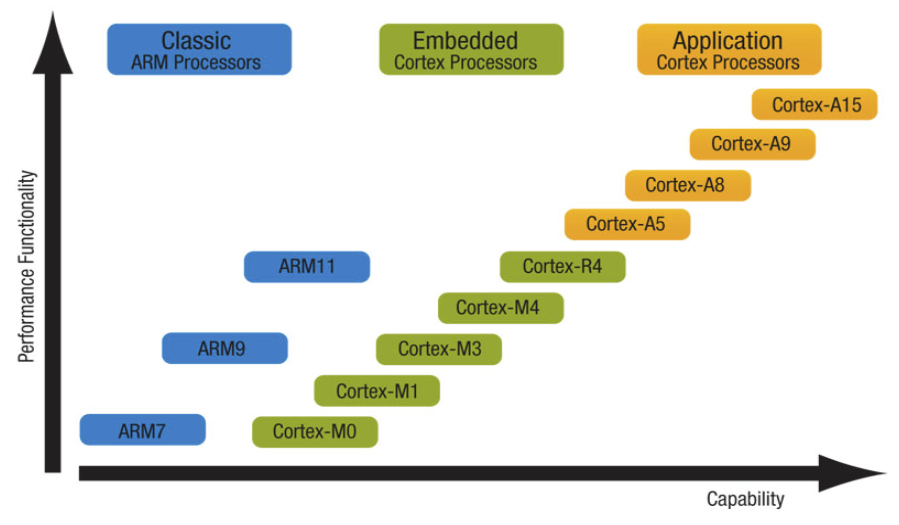 Classic
ARM Processors
Embedded
Cortex Processors
Application
Cortex Processors
Cortex-A15
Cortex-A9
Cortex-A8
Cortex-A5
ARM11
Cortex-R4
Cortex-M4
ARM9
Cortex-M3
Cortex-M1
ARM7
Cortex-M0
Performance Functionality
Capability